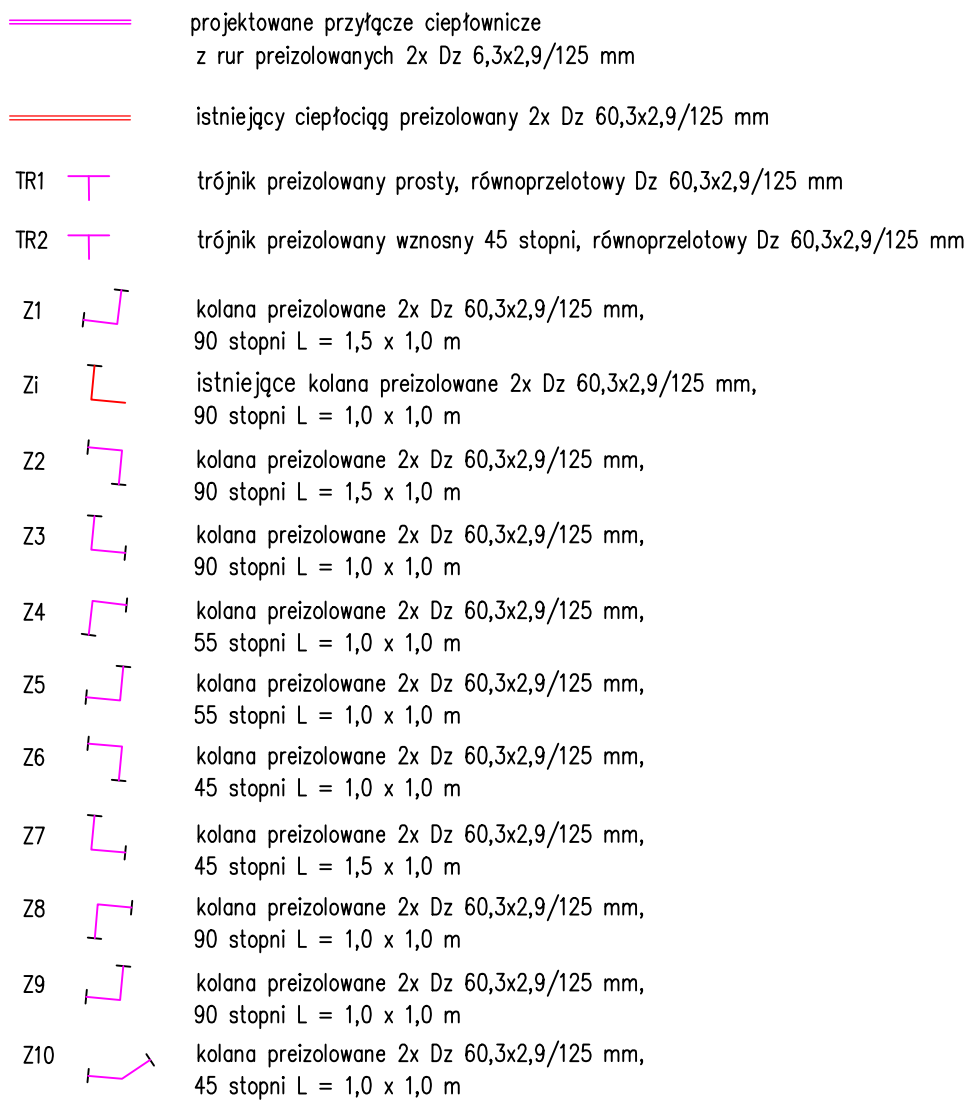 projektowane przyłącze ciepłownicze
z rur preizolowanych 2x Dz 6,3x2,9/125 mm
istniejący ciepłociąg preizolowany 2x Dz 60,3x2,9/125 mm
TR1 trójnik preizolowany prosty, równoprzelotowy Dz 60,3x2,9/125 mm
TR2 trójnik preizolowany wznosny 45 stopni, równoprzelotowy Dz 60,3x2,9/125 mm
Z1 kolana preizolowane 2x Dz 60,3x2,9/125 mm,
90 stopni L = 1,5 x 1,0 m
Zi istniejące kolana preizolowane 2x Dz 60,3x2,9/125 mm,
90 stopni L = 1,0 x 1,0 m
Z2 kolana preizolowane 2x Dz 60,3x2,9/125 mm,
90 stopni L = 1,5 x 1,0 m
Z3 kolana preizolowane 2x Dz 60,3x2,9/125 mm,
90 stopni L = 1,0 x 1,0 m
Z4 kolana preizolowane 2x Dz 60,3x2,9/125 mm,
55 stopni L = 1,0 x 1,0 m
Z5 kolana preizolowane 2x Dz 60,3x2,9/125 mm,
55 stopni L = 1,0 x 1,0 m
Z6 kolana preizolowane 2x Dz 60,3x2,9/125 mm,
45 stopni L = 1,0 x 1,0 m
Z7 kolana preizolowane 2x Dz 60,3x2,9/125 mm,
45 stopni L = 1,5 x 1,0 m
Z8 kolana preizolowane 2x Dz 60,3x2,9/125 mm,
90 stopni L = 1,0 x 1,0 m
Z9 kolana preizolowane 2x Dz 60,3x2,9/125 mm,
90 stopni L = 1,0 x 1,0 m
Z10 kolana preizolowane 2x Dz 60,3x2,9/125 mm,
45 stopni L = 1,0 x 1,0 m